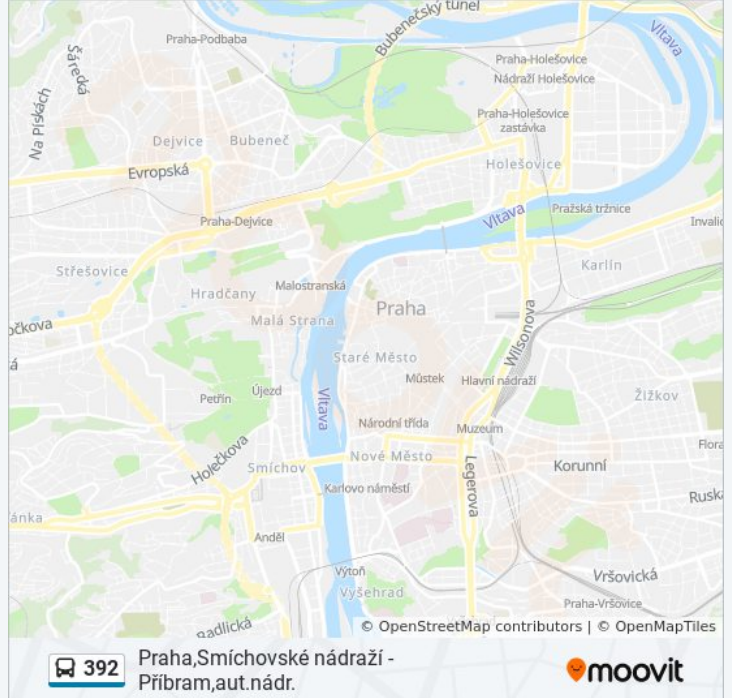 Bubenečský tunel
Praha-Podbaba
Vltava
Šárecká
Praha-Holešovice
Nádraží Holešovice
Na Pískách
Praha-Holešovice
zastávka
Dejvice
Bubeneč
Holešovice
Evropská
Praha-Dejvice
Vltava
Pražská tržnice
Invalid
Střešovice
Karlín
Hradčany
Malostranská
Praha
Malá Strana
očkova
Wilsonova
Staré Město
á
Můstek
Hlavní nádraží
Petřín
Újezd
Žižkov
Vltava
Národní třída
Muzeum
Flora
Holečkova
Smíchov
Nové Město
Korunní
Legerova
Karlovo náměstí
Ruská
ánka
Anděl
Výtoň
Vršovická
Vyšehrad
Praha-Vršovice
Radlická
© OpenStreetMap contributors | © OpenMapTiles
392
Praha,Smíchovské nádraží -
Příbram,aut.nádr.
moovit